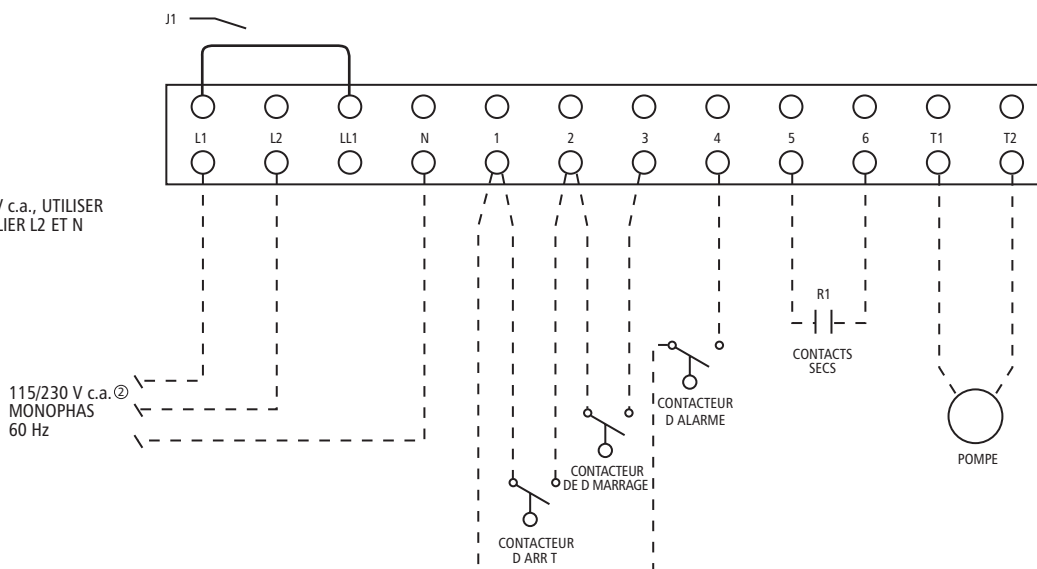 J1
L1 L2 LL1 N 1 2 3 4 5 6 T1 T2
V c.a., UTILISER
LIER L2 ET N
115/230 V c.a.②
MONOPHAS
60 Hz
R1
CONTACTS
SECS
CONTACTEUR
D ALARME
CONTACTEUR
DE D MARRAGE
CONTACTEUR
D ARR T
POMPE